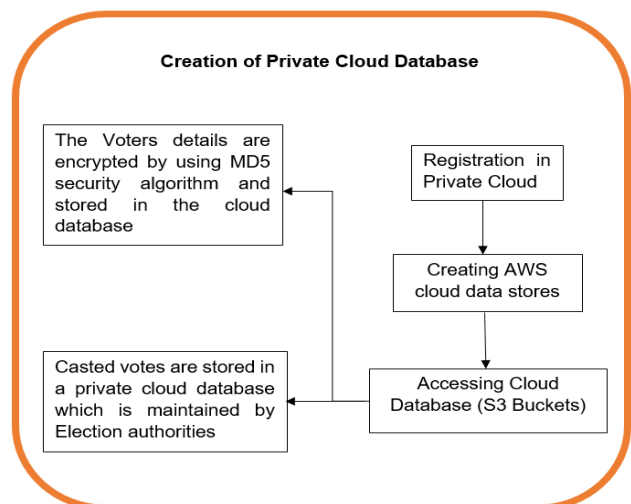 Creation of Private Cloud Database
The Voters details are
encrypted by using MD5
security algorithm and
stored in the cloud
database
Registration in
Private Cloud
Creating AWS
cloud data stores
Casted votes are stored in
a private cloud database
which is maintained by
Election authorities
Accessing Cloud
Database (S3 Buckets)